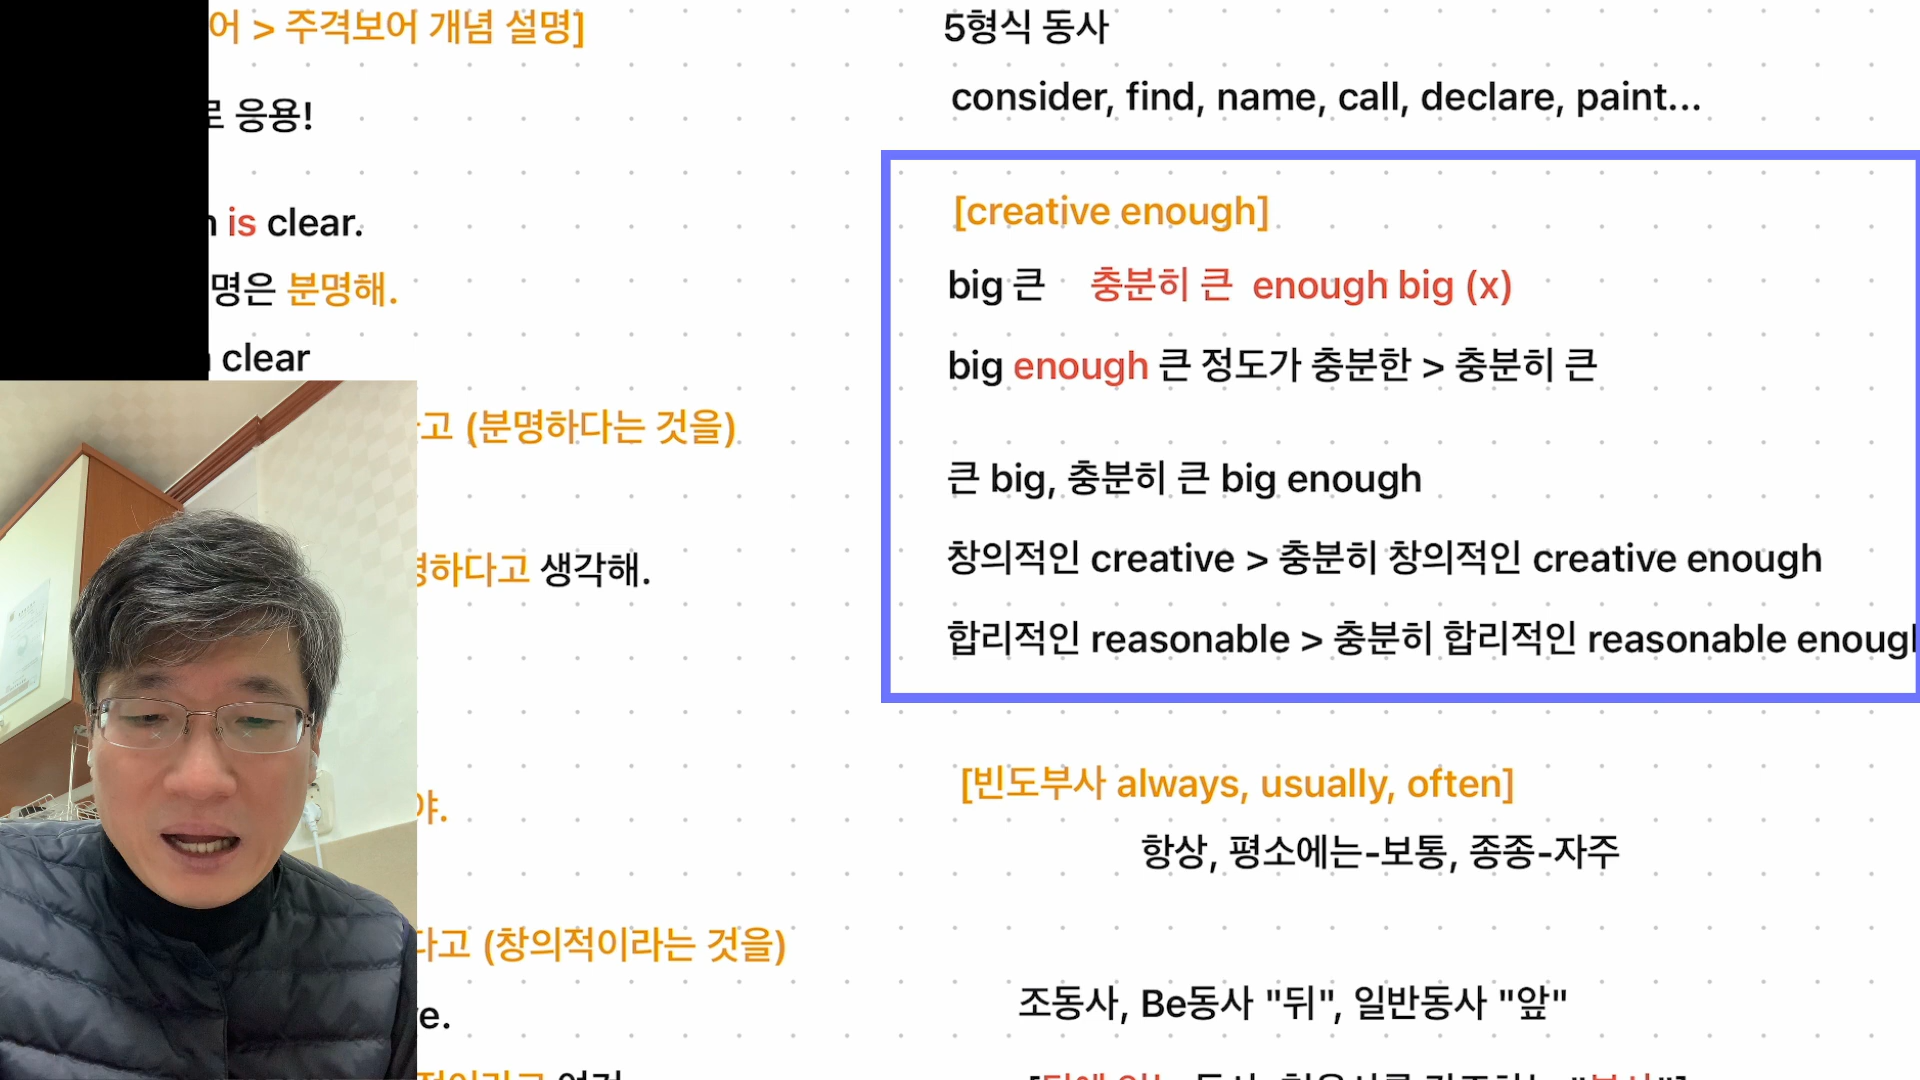 어 > 주격보어 개념 설명]
로 응용!
is clear.
명은 분명해.
clear
고 (분명하다는 것을)
명하다고 생각해.
야.
다고 (창의적이라는 것을)
ve.
5형식 동사
consider, find, name, call, declare, paint...
[creative enough]
big 큰 충분히 큰 enough big (x)
big enough 큰 정도가 충분한 > 충분히 큰
큰 big, 충분히 큰 big enough
창의적인 creative > 충분히 창의적인 creative enough
합리적인 reasonable > 충분히 합리적인 reasonable enough
[빈도부사 always, usually, often]
항상, 평소에는-보통, 종종-자주
조동사, Be동사 "뒤", 일반동사 "앞"